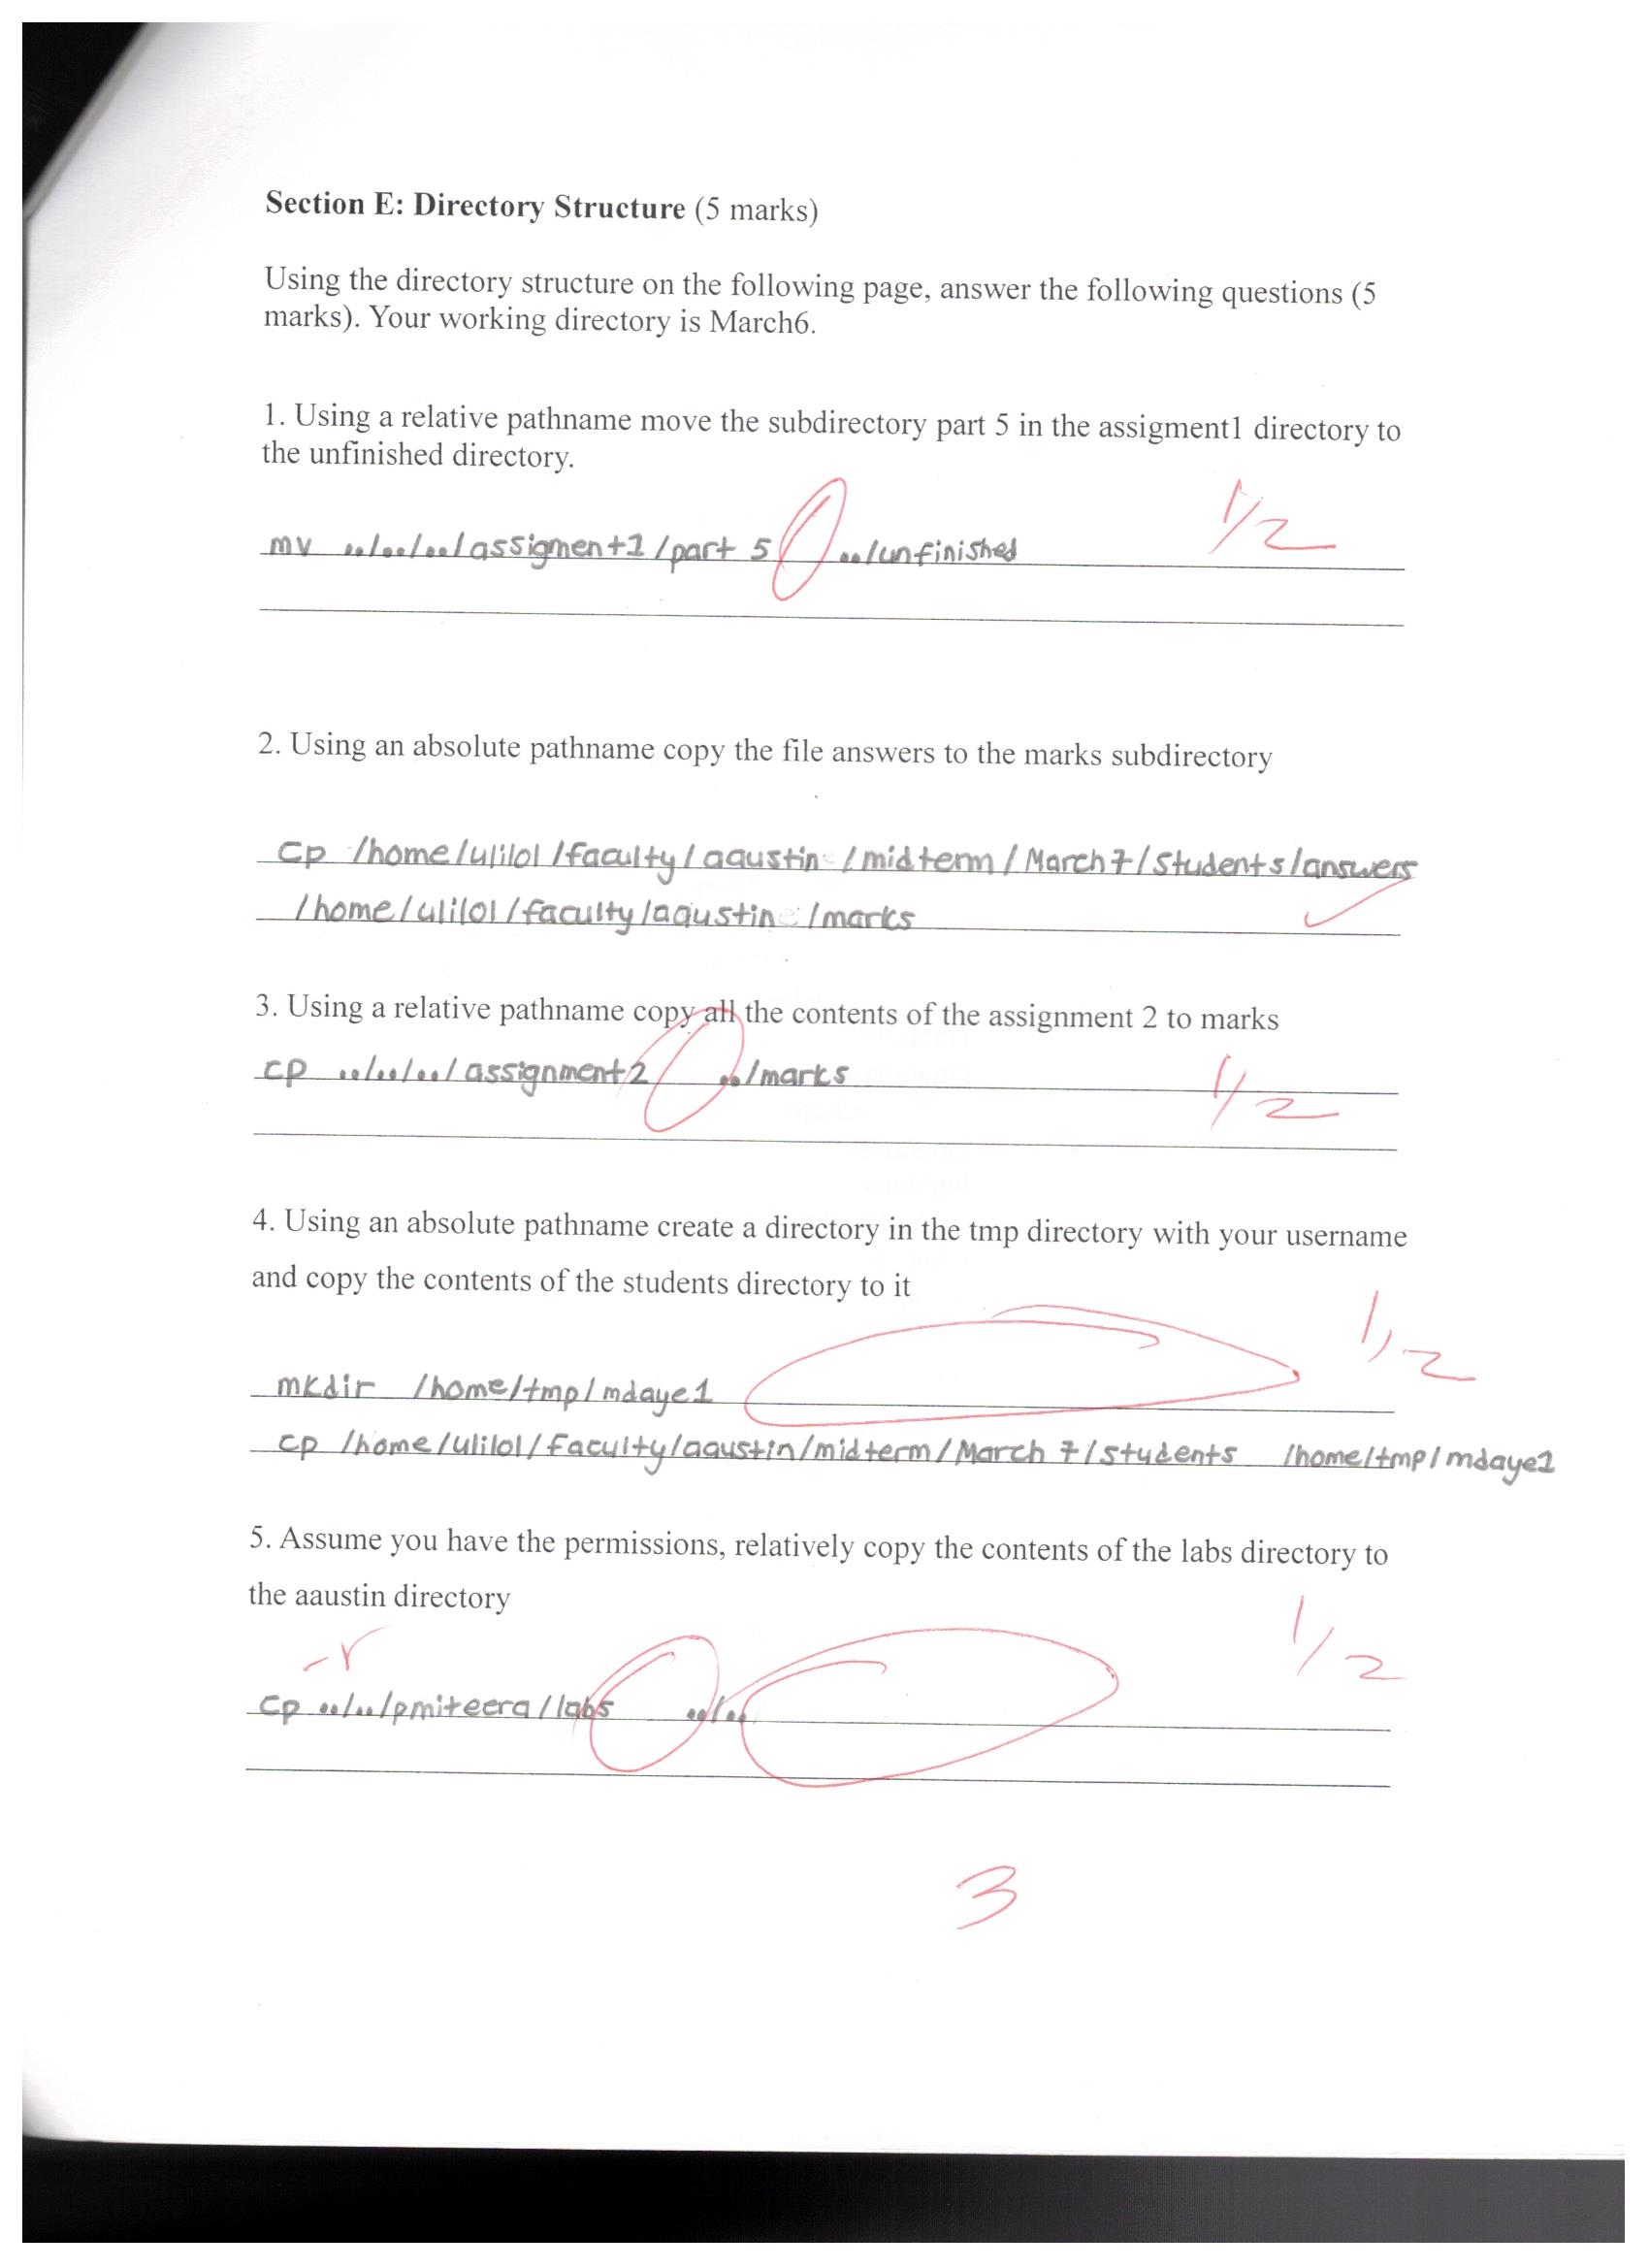 Section E: Directory Structure (5 marks)
Using the directory structure on the following page, answer the following questions (5
marks). Your working directory is March6.
1. Using a relative pathname move the subdirectory part 5 in the assigment1 directory to
the unfinished directory.
1/2
mv ../../../assigment1/part 5 ../unfinished
2. Using an absolute pathname copy the file answers to the marks subdirectory
cp /home/uli101/faculty/aaustin/midterm/March7/students/answers
/home/uli101/faculty/aaustin/marks
3. Using a relative pathname copy all the contents of the assignment 2 to marks
cp ../../../assignment2 ../marks
1/2
4. Using an absolute pathname create a directory in the tmp directory with your username
and copy the contents of the students directory to it
1/2
mkdir /home/tmp/mdaye1
cp /home/uli101/faculty/aaustin/midterm/March7/students /home/tmp/mdaye1
5. Assume you have the permissions, relatively copy the contents of the labs directory to
the aaustin directory
1/2
-r
cp ../../pmiteera/labs ../..
3